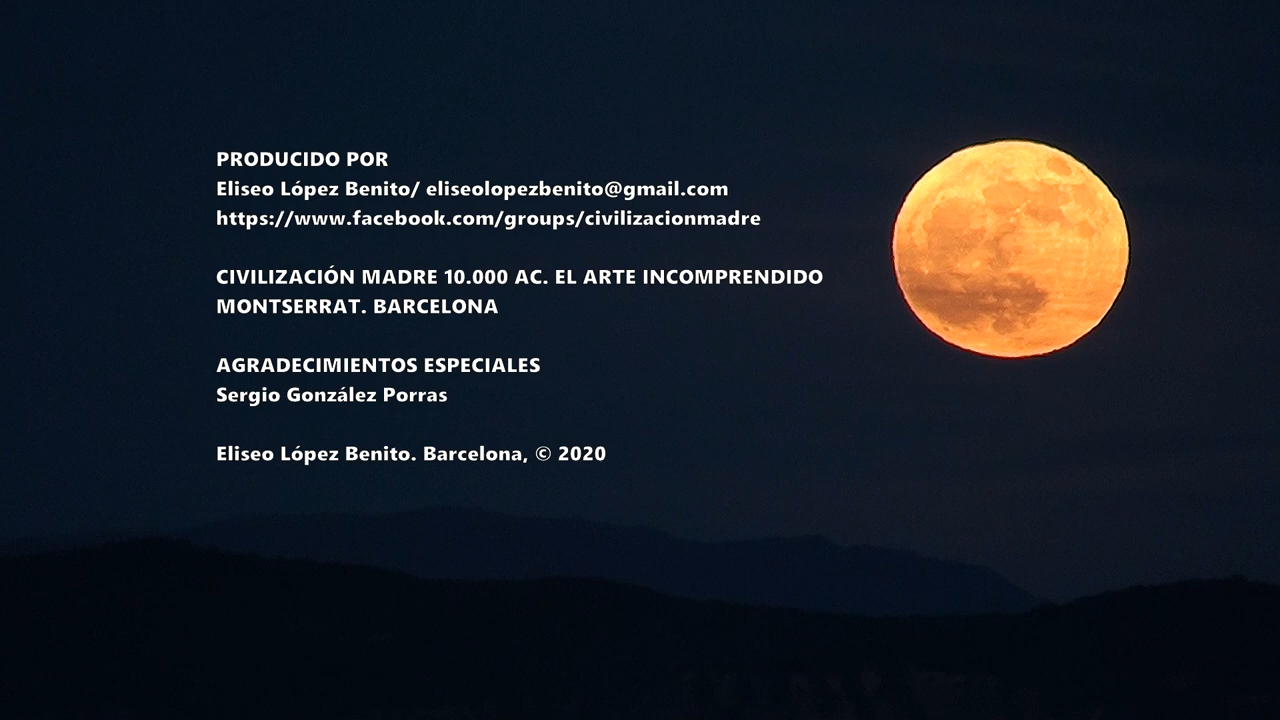 PRODUCIDO POR
Eliseo López Benito/ eliseolopezbenito@gmail.com
https://www.facebook.com/groups/civilizacionmadre
CIVILIZACIÓN MADRE 10.000 AC. EL ARTE INCOMPRENDIDO
MONTSERRAT. BARCELONA
AGRADECIMIENTOS ESPECIALES
Sergio González Porras
Eliseo López Benito. Barcelona, © 2020